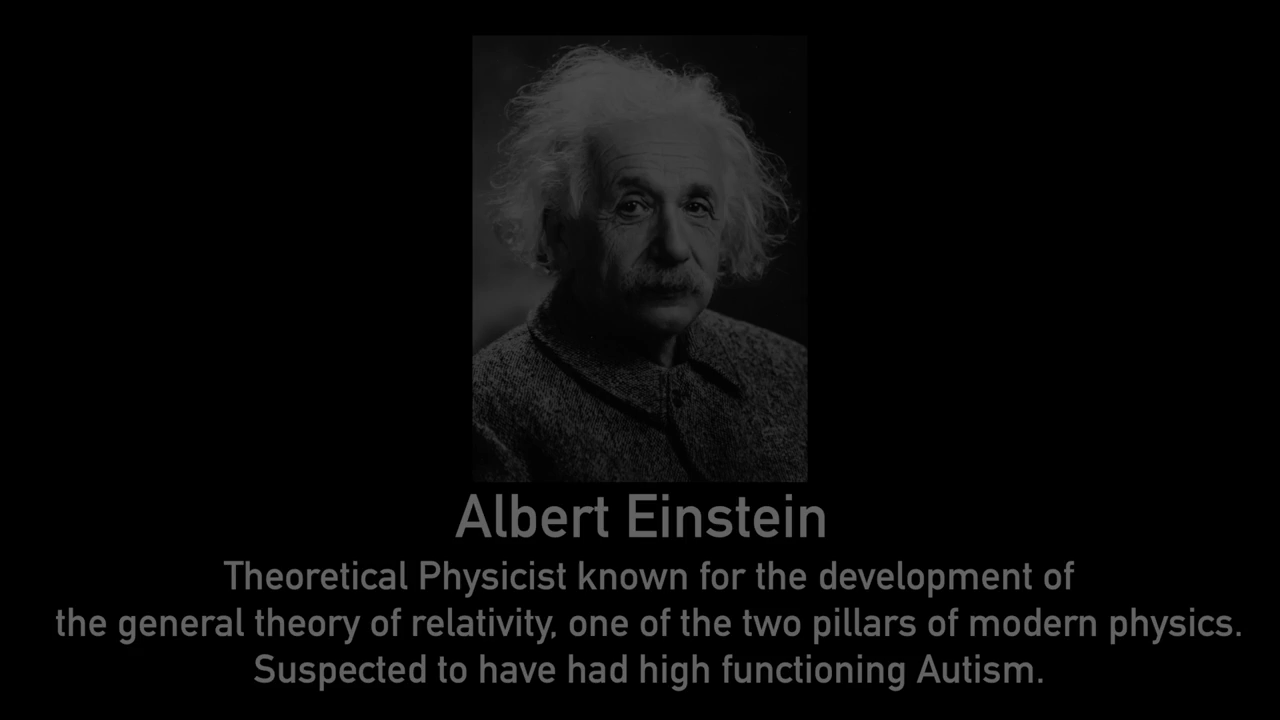 Albert Einstein
Theoretical Physicist known for the development of
the general theory of relativity, one of the two pillars of modern physics.
Suspected to have had high functioning Autism.